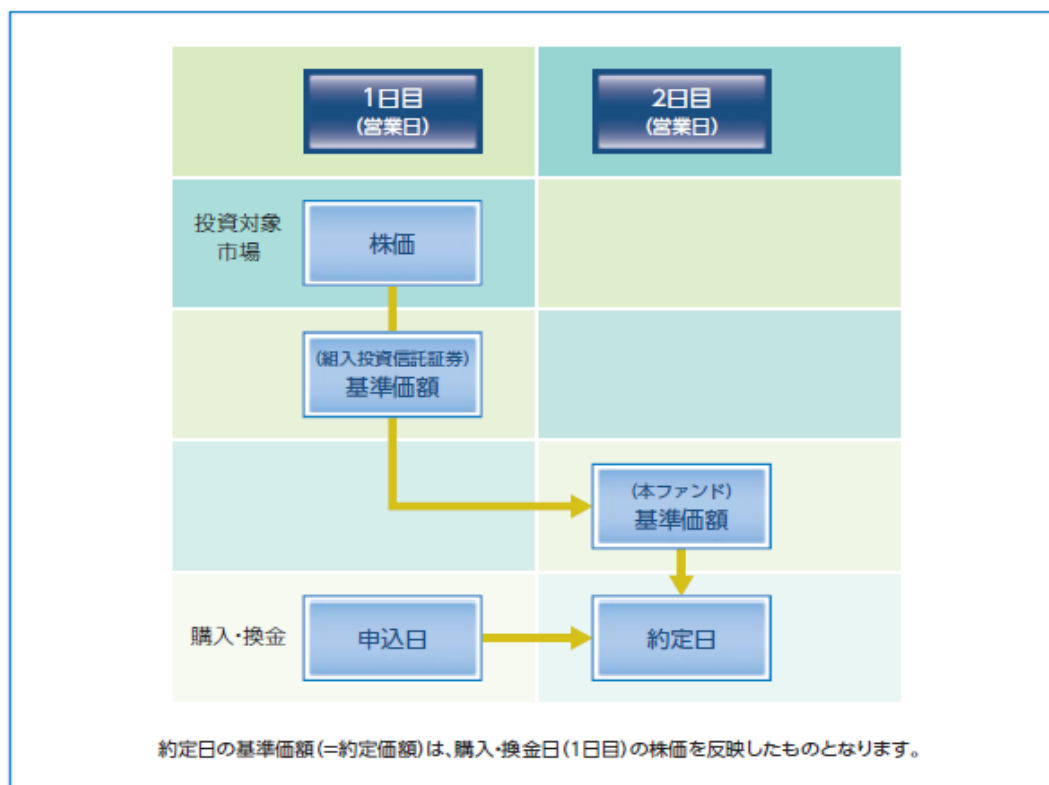 1日目
(営業日)
2日目
(営業日)
投資対象
市場
株価
(組入投資信託証券)
基準価額
(本ファンド)
基準価額
購入・換金
申込日
約定日
約定日の基準価額(=約定価額)は、購入・換金日(1日目)の株価を反映したものとなります。